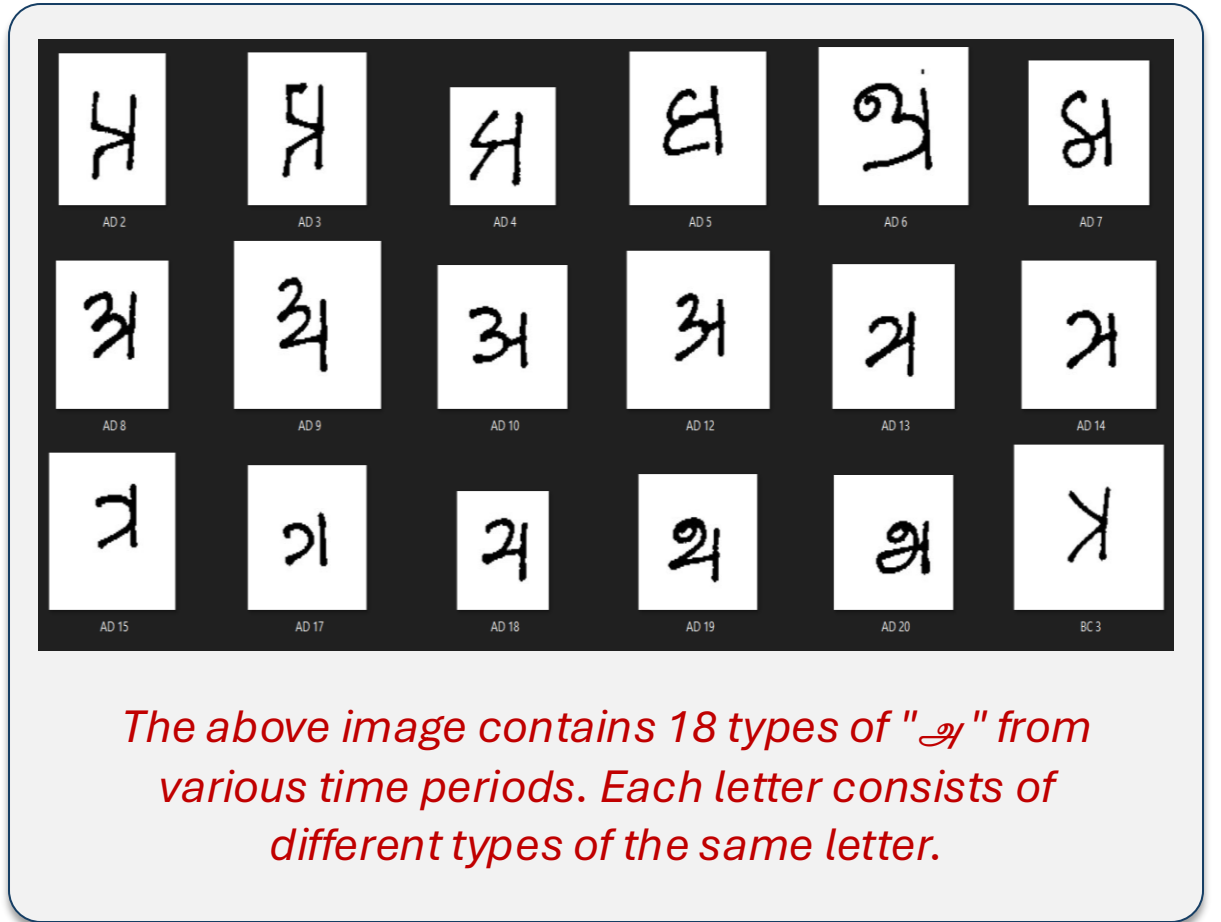 AD 2 AD 3 AD 4 AD 5 AD 6 AD 7
AD 8 AD 9 AD 10 AD 12 AD 13 AD 14
AD 15 AD 17 AD 18 AD 19 AD 20 BC 3
The above image contains 18 types of "அ" from
various time periods. Each letter consists of
different types of the same letter.